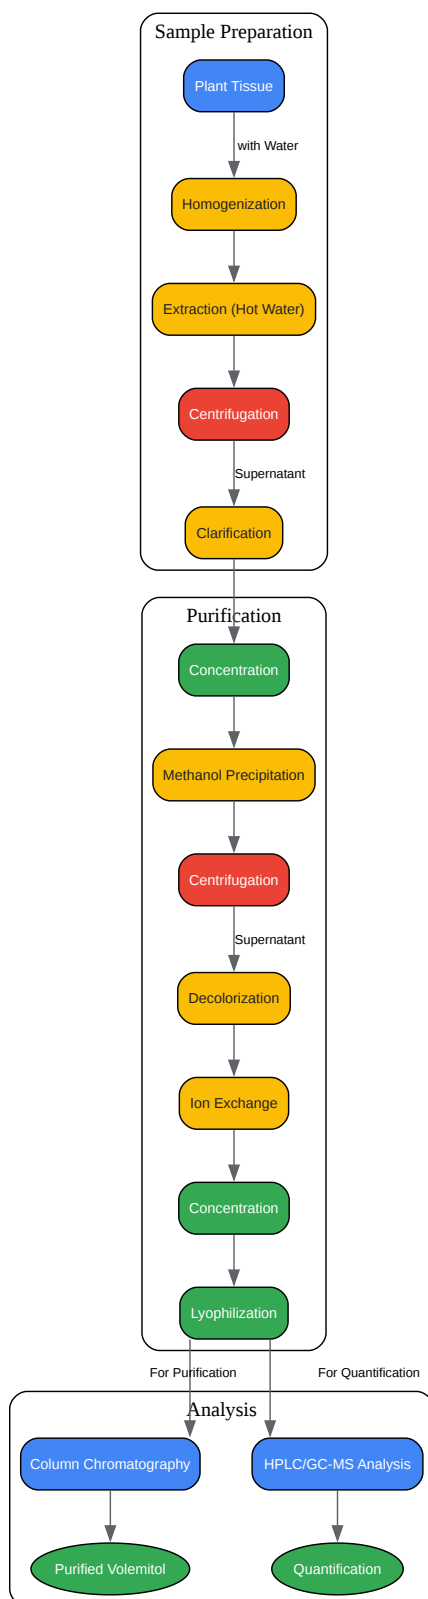 Sample Preparation
Plant Tissue
with Water
Homogenization
Extraction (Hot Water)
Centrifugation
Supernatant
Clarification
Purification
Concentration
Methanol Precipitation
Centrifugation
Supernatant
Decolorization
Ion Exchange
Concentration
Lyophilization
For Purification
For Quantification
Analysis
Column Chromatography
HPLC/GC-MS Analysis
Purified Volemitol
Quantification